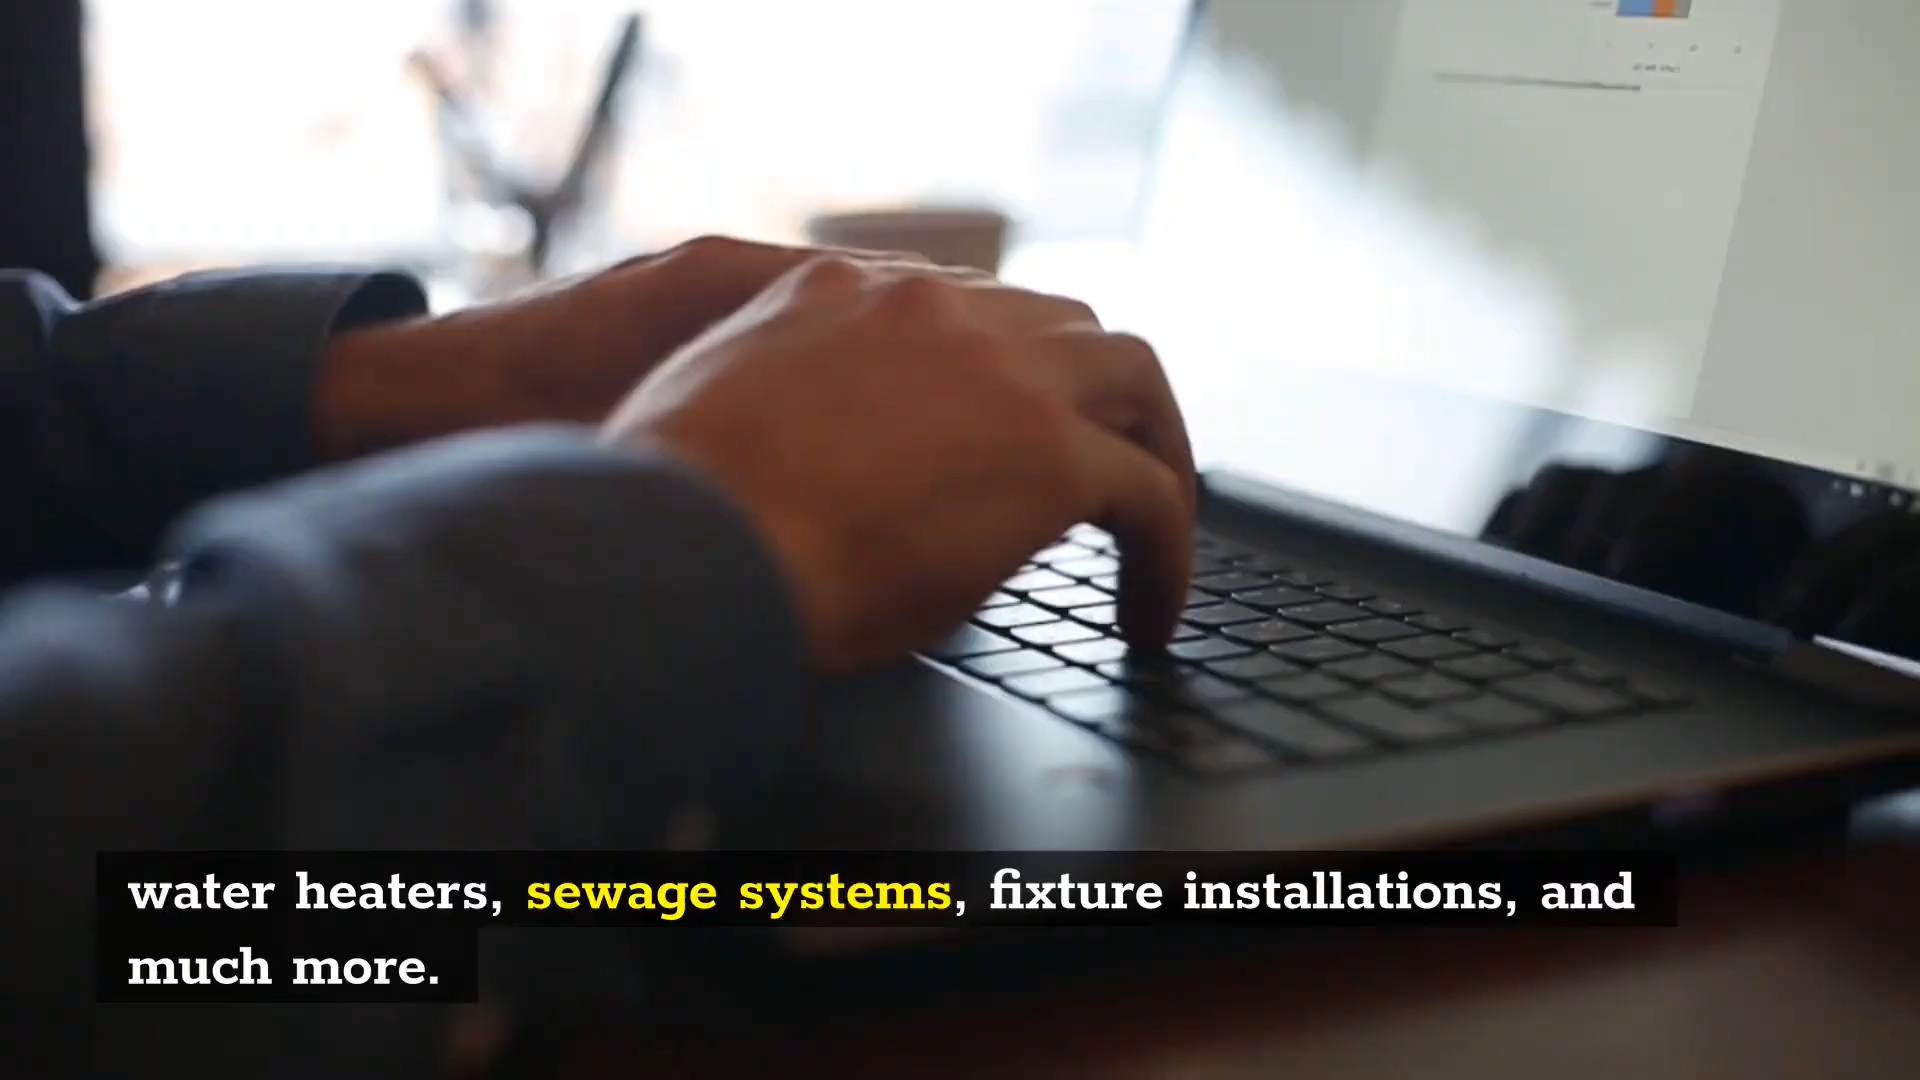 water heaters, sewage systems, fixture installations, and
much more.